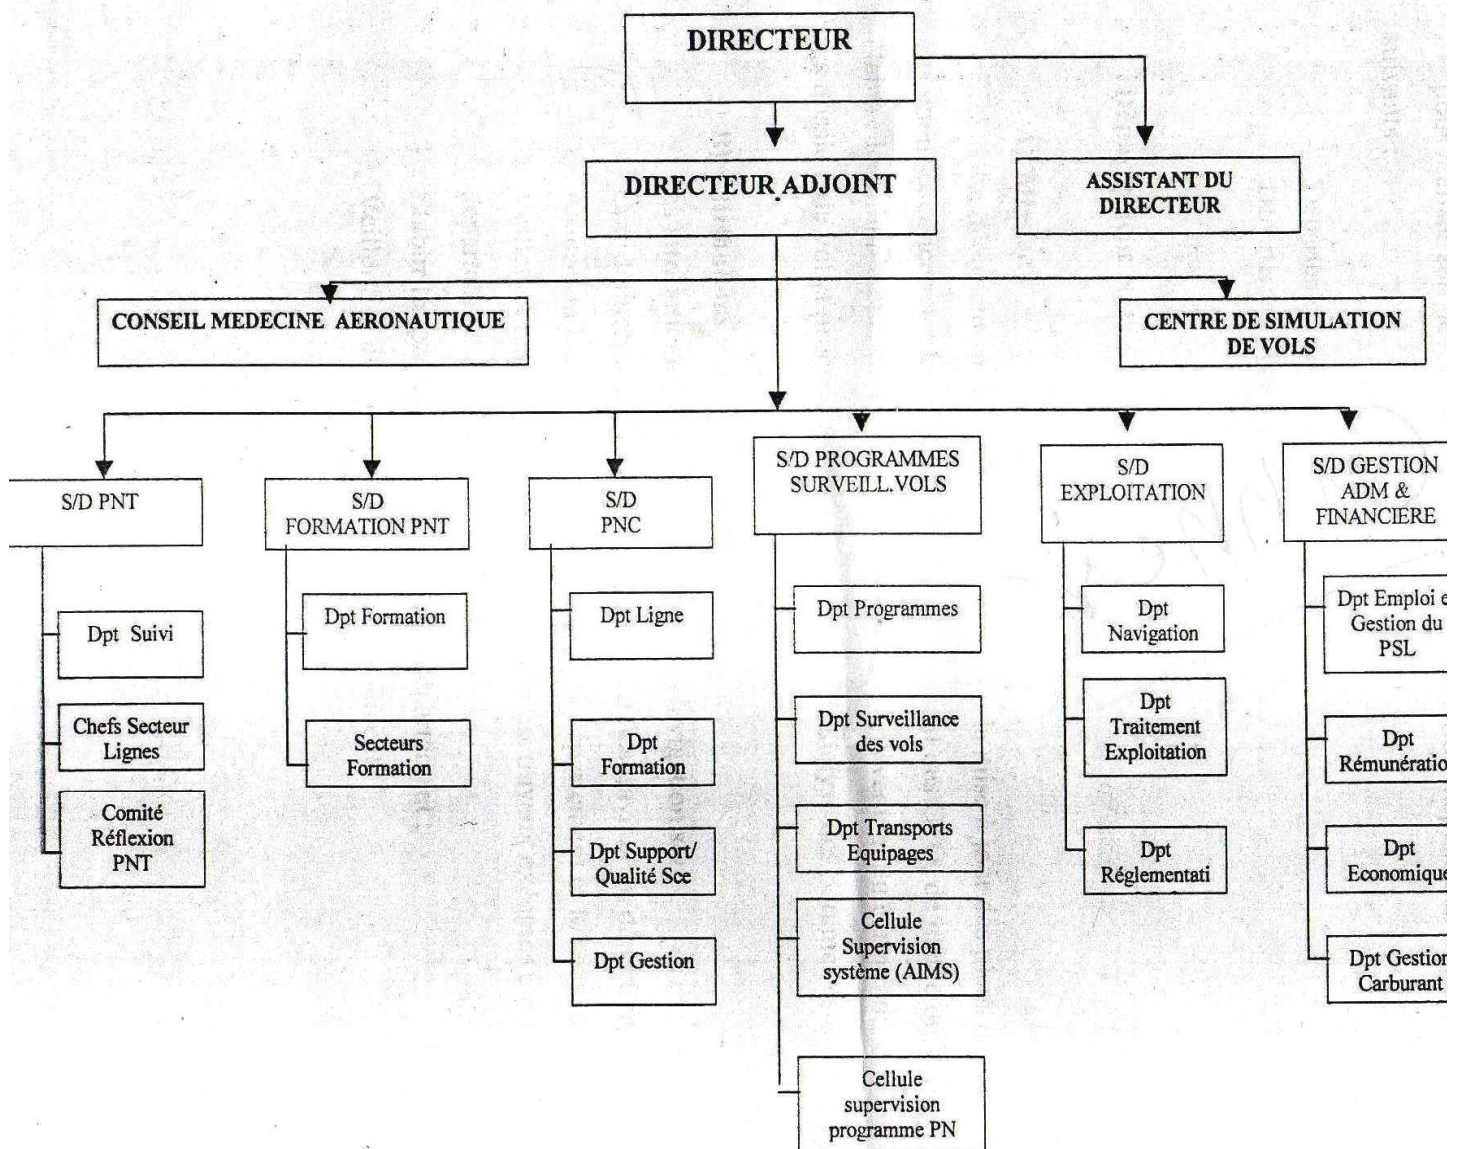 DIRECTEUR
DIRECTEUR ADJOINT
ASSISTANT DU
DIRECTEUR
CONSEIL MEDECINE AERONAUTIQUE
CENTRE DE SIMULATION
DE VOLS
S/D PNT
S/D
FORMATION PNT
S/D
PNC
S/D PROGRAMMES
SURVEILL.VOLS
S/D
EXPLOITATION
S/D GESTION
ADM &
FINANCIERE
Dpt Suivi
Chefs Secteur
Lignes
Comité
Réflexion
PNT
Dpt Formation
Secteurs
Formation
Dpt Ligne
Dpt
Formation
Dpt Support/
Qualité Sce
Dpt Gestion
Dpt Programmes
Dpt Surveillance
des vols
Dpt Transports
Equipages
Cellule
Supervision
système (AIMS)
Cellule
supervision
programme PN
Dpt
Navigation
Dpt
Traitement
Exploitation
Dpt
Réglementati
Dpt Emploi e
Gestion du
PSL
Dpt
Rémunératio
Dpt
Economique
Dpt Gestion
Carburant